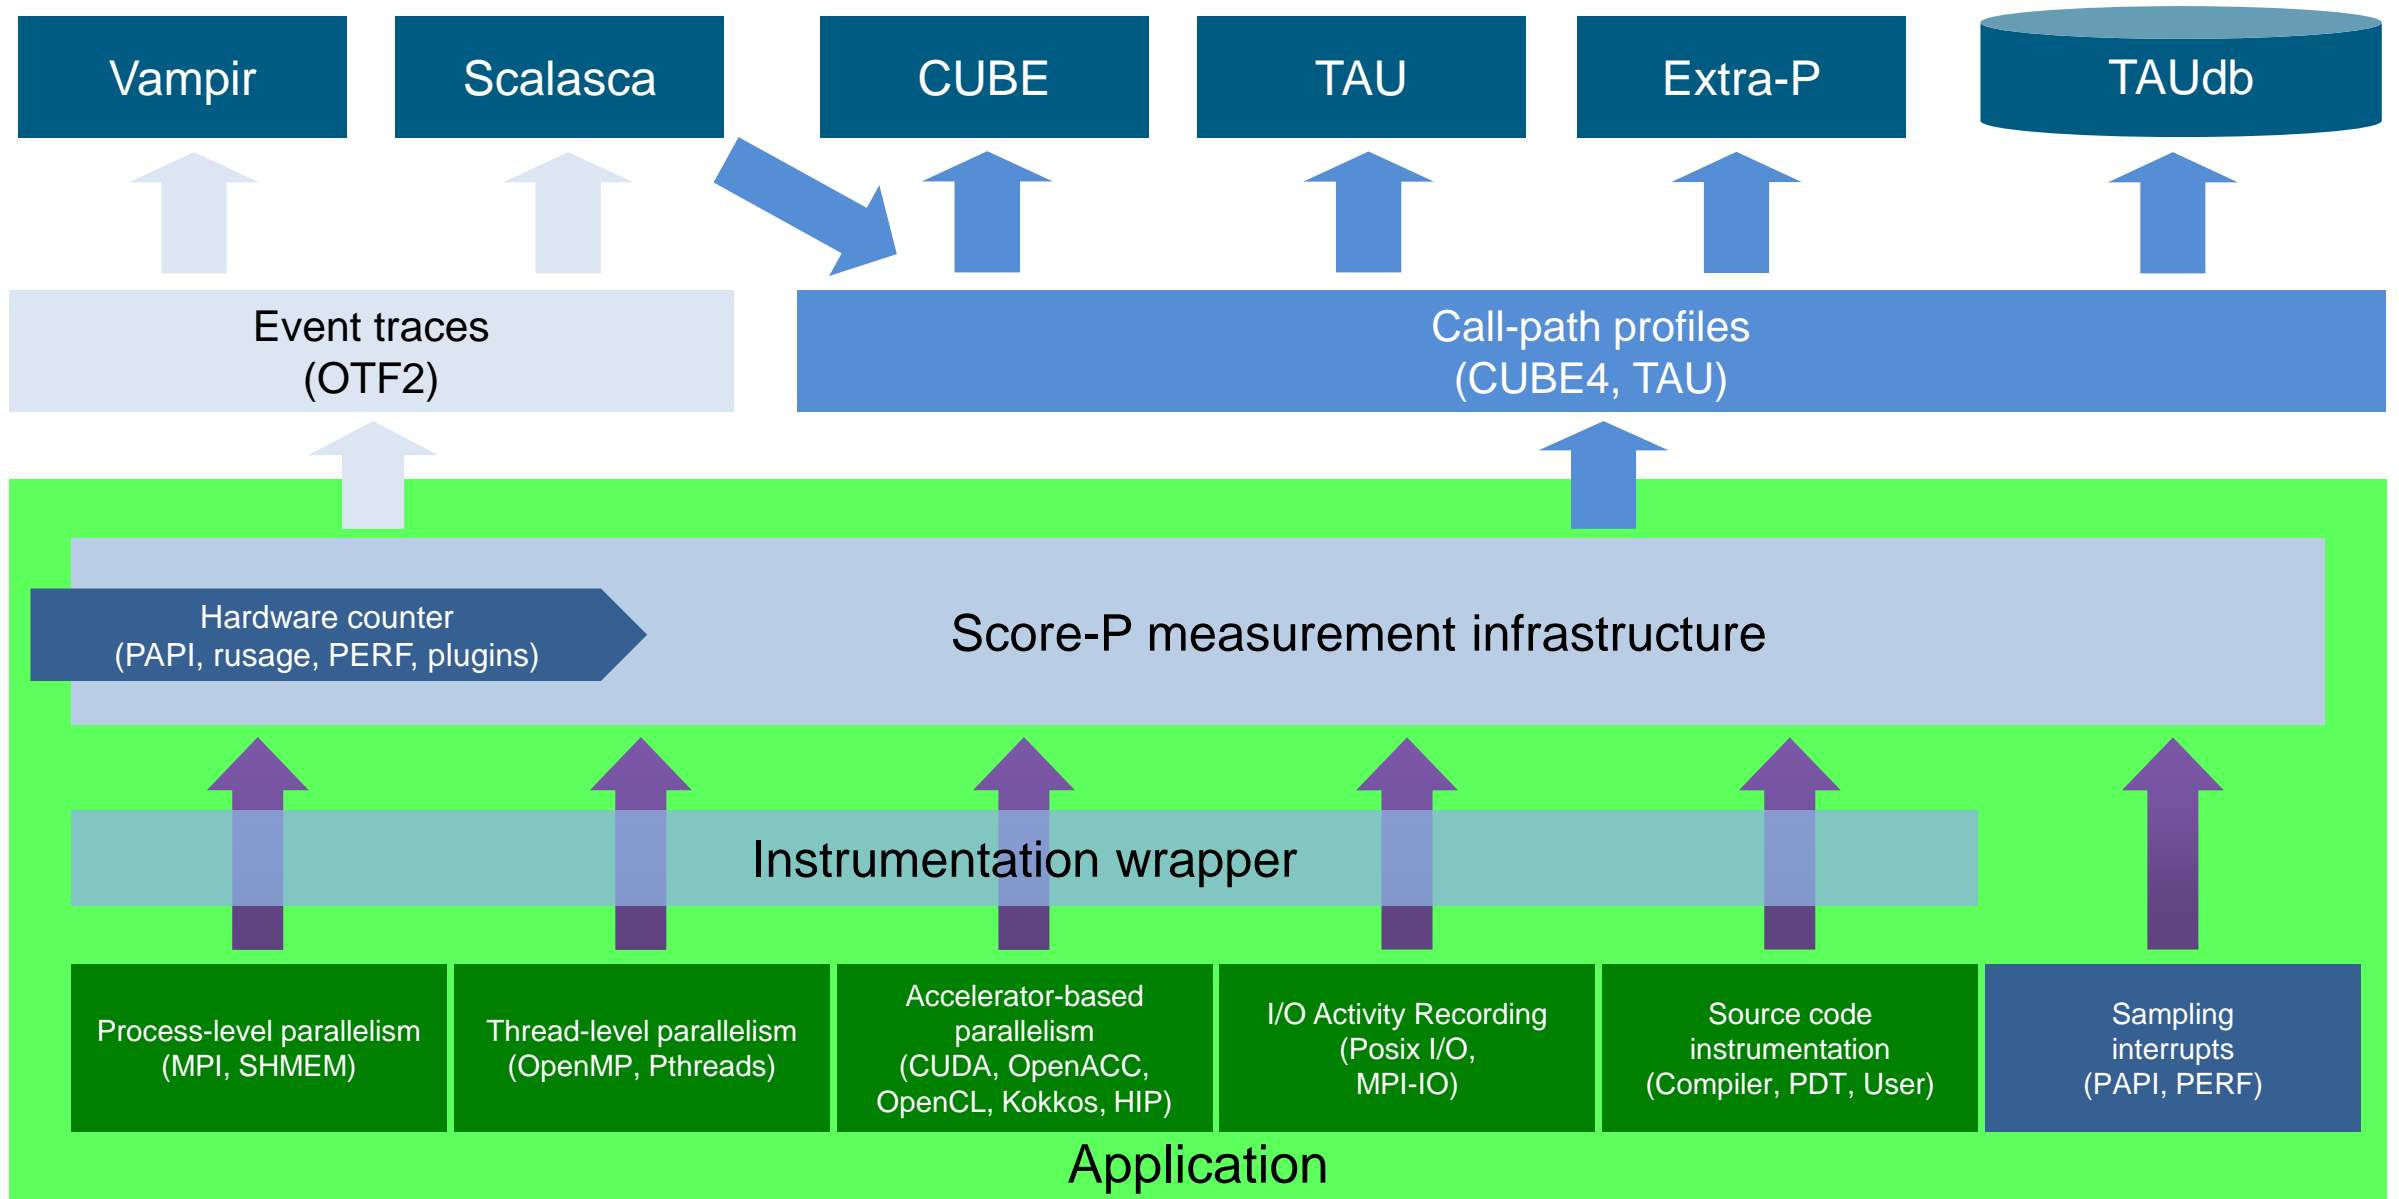 Vampir
Scalasca
CUBE
TAU
Extra-P
TAUdb
Event traces
(OTF2)
Call-path profiles
(CUBE4, TAU)
Hardware counter
(PAPI, rusage, PERF, plugins)
Score-P measurement infrastructure
Instrumentation wrapper
Process-level parallelism
(MPI, SHMEM)
Thread-level parallelism
(OpenMP, Pthreads)
Accelerator-based
parallelism
(CUDA, OpenACC,
OpenCL, Kokkos, HIP)
I/O Activity Recording
(Posix I/O,
MPI-IO)
Source code
instrumentation
(Compiler, PDT, User)
Sampling
interrupts
(PAPI, PERF)
Application